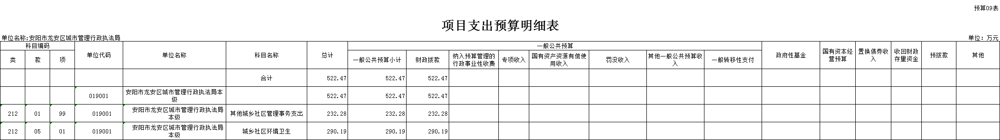 预算09表
项目支出预算明细表
单位名称:安阳市龙安区城市管理行政执法局 单位：万元
科目编码 单位代码 单位名称 科目名称 总计 一般公共预算 政府性基金 国有资本经营预算 置换债券收入 收回财政存量资金 预拨款 其他
类 款 项 一般公共预算小计 财政拨款 纳入预算管理的行政事业性收费 专项收入 国有资产资源有偿使用收入 罚没收入 其他一般公共预算收入 一般转移性支付
合计 522.47 522.47 522.47
019001 安阳市龙安区城市管理行政执法局本级 522.47 522.47 522.47
212 01 99 019001 安阳市龙安区城市管理行政执法局本级 其他城乡社区管理事务支出 232.28 232.28 232.28
212 05 01 019001 安阳市龙安区城市管理行政执法局本级 城乡社区环境卫生 290.19 290.19 290.19